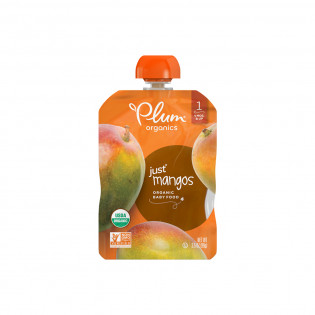 Plum
organics
1
just
mangos
ORGANIC
BABY FOOD
USDA
ORGANIC
NET WT